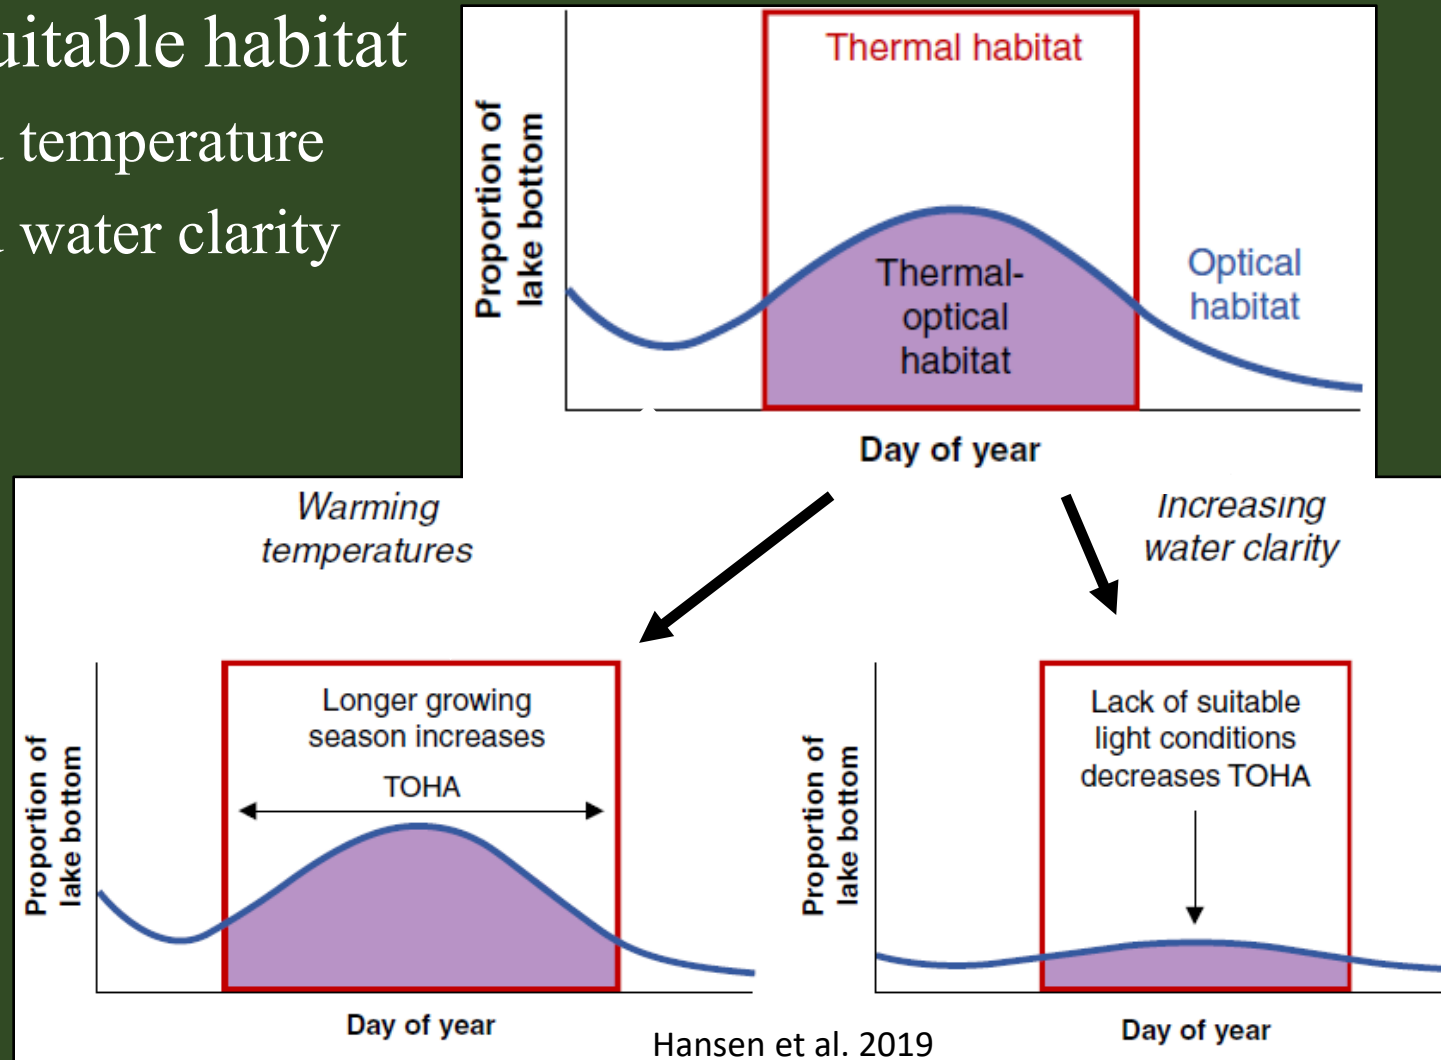 uitable habitat
temperature
water clarity
Thermal habitat
Proportion of
lake bottom
Thermal-
optical
habitat
Optical
habitat
Day of year
Warming
temperatures
Increasing
water clarity
Longer growing
season increases
TOHA
Proportion of
lake bottom
Day of year
Lack of suitable
light conditions
decreases TOHA
Proportion of
lake bottom
Day of year
Hansen et al. 2019